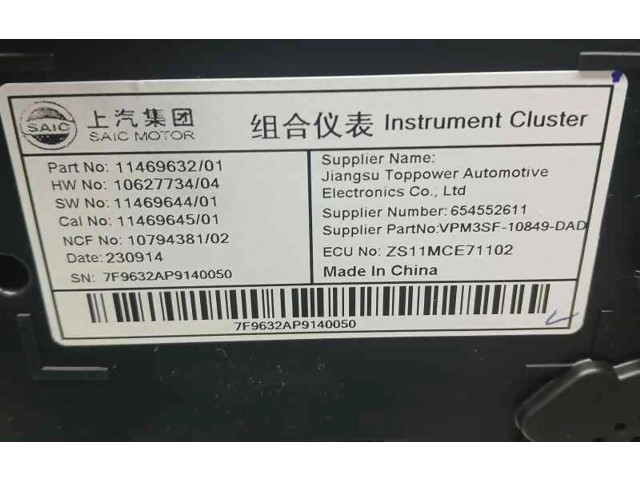 SAIC
上汽集团
SAIC MOTOR
组合仪表 Instrument Cluster
Part No: 11469632/01
HW No: 10627734/04
SW No: 11469644/01
Cal No: 11469645/01
NCF No: 10794381/02
Date: 230914
SN: 7F9632AP9140050
Supplier Name:
Jiangsu Toppower Automotive
Electronics Co., Ltd
Supplier Number: 654552611
Supplier PartNo:VPM3SF-10849-DAD
ECU No: ZS11MCE71102
Made In China
7F9632AP9140050